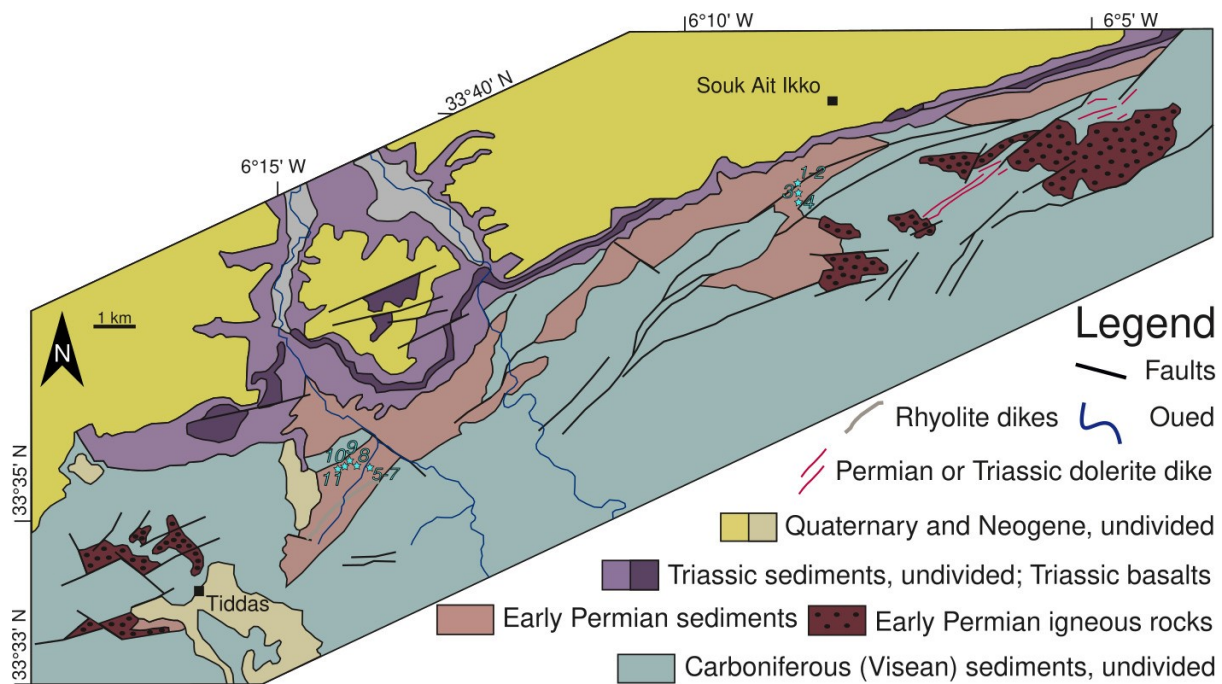 6°10' W
6°5' W
33°40' N
Souk Ait Ikko
6°15' W
1-2
3
4
1 km
N
Legend
Faults
Rhyolite dikes
Oued
Permian or Triassic dolerite dike
33°35' N
9
10
8
11
5-7
Quaternary and Neogene, undivided
Triassic sediments, undivided; Triassic basalts
Tiddas
Early Permian sediments
Early Permian igneous rocks
33°33' N
Carboniferous (Visean) sediments, undivided